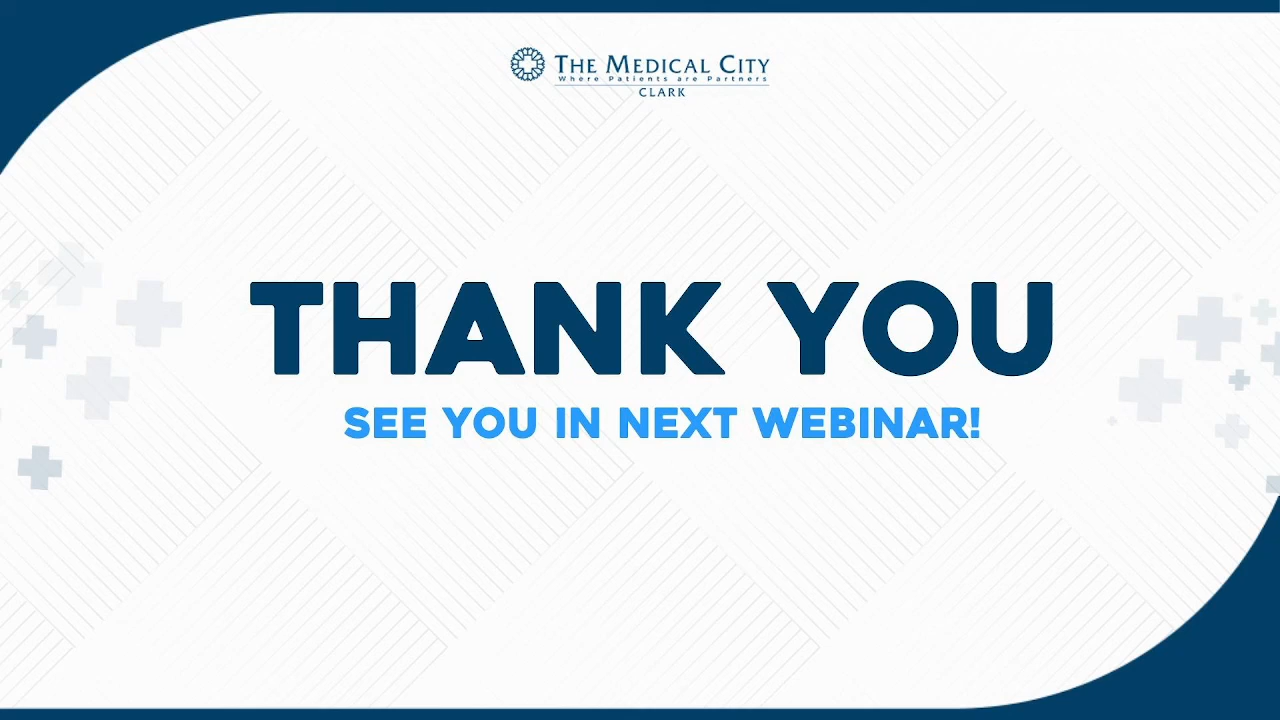 THE MEDICAL CITY
Where Patients are Partners
CLARK
THANK YOU
SEE YOU IN NEXT WEBINAR!